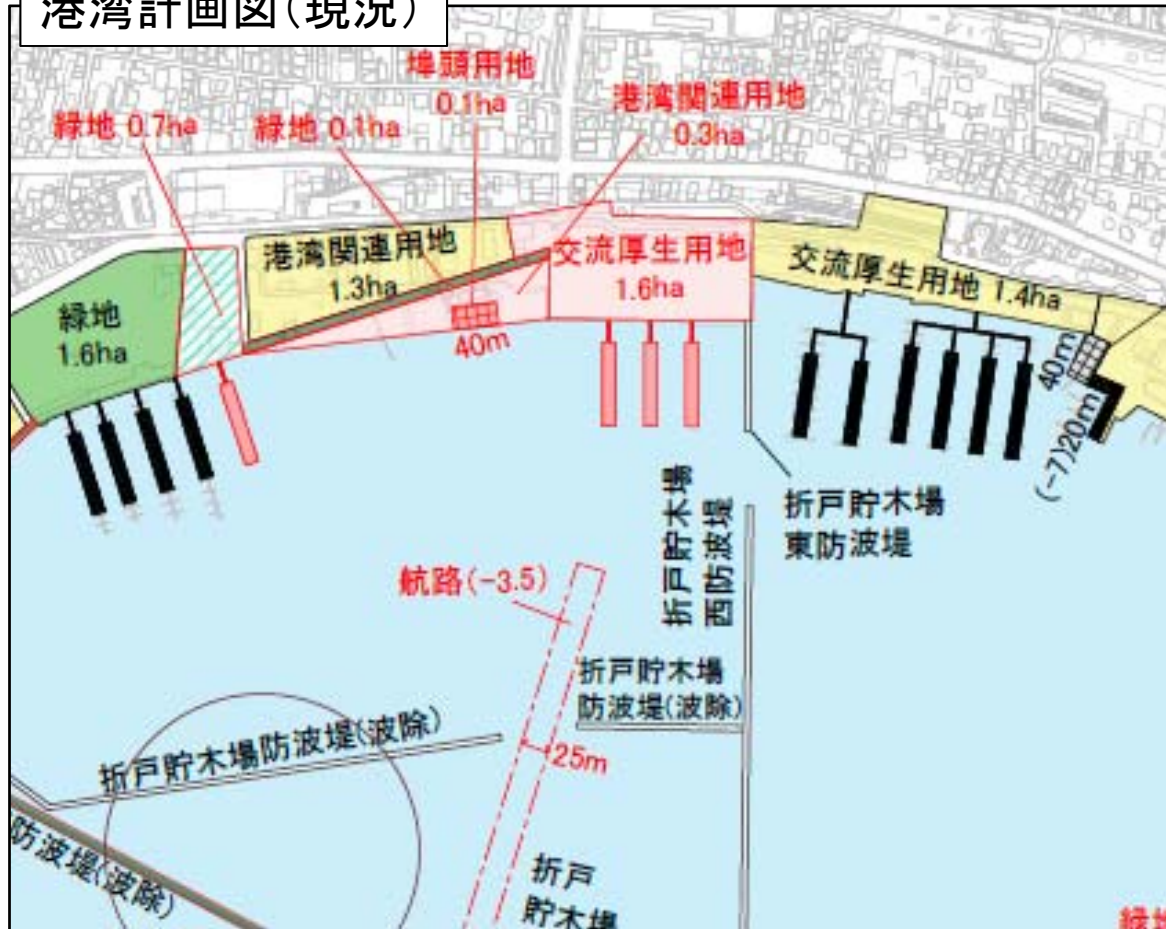 港湾計画図(現況)
埠頭用地
0.1ha
港湾関連用地
0.3ha
緑地 0.7ha
緑地 0.1ha
港湾関連用地
1.3ha
交流厚生用地
1.6ha
交流厚生用地 1.4ha
緑地
1.6ha
40m
40m
(-7)20m
折戸貯木場
西防波堤
折戸貯木場
東防波堤
航路(-3.5)
折戸貯木場
防波堤(波除)
折戸貯木場防波堤(波除)
25m
防波堤(波除)
折戸
貯木場
緑地